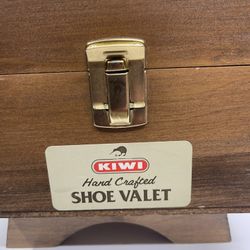 KIWI
Hand Crafted
SHOE VALET